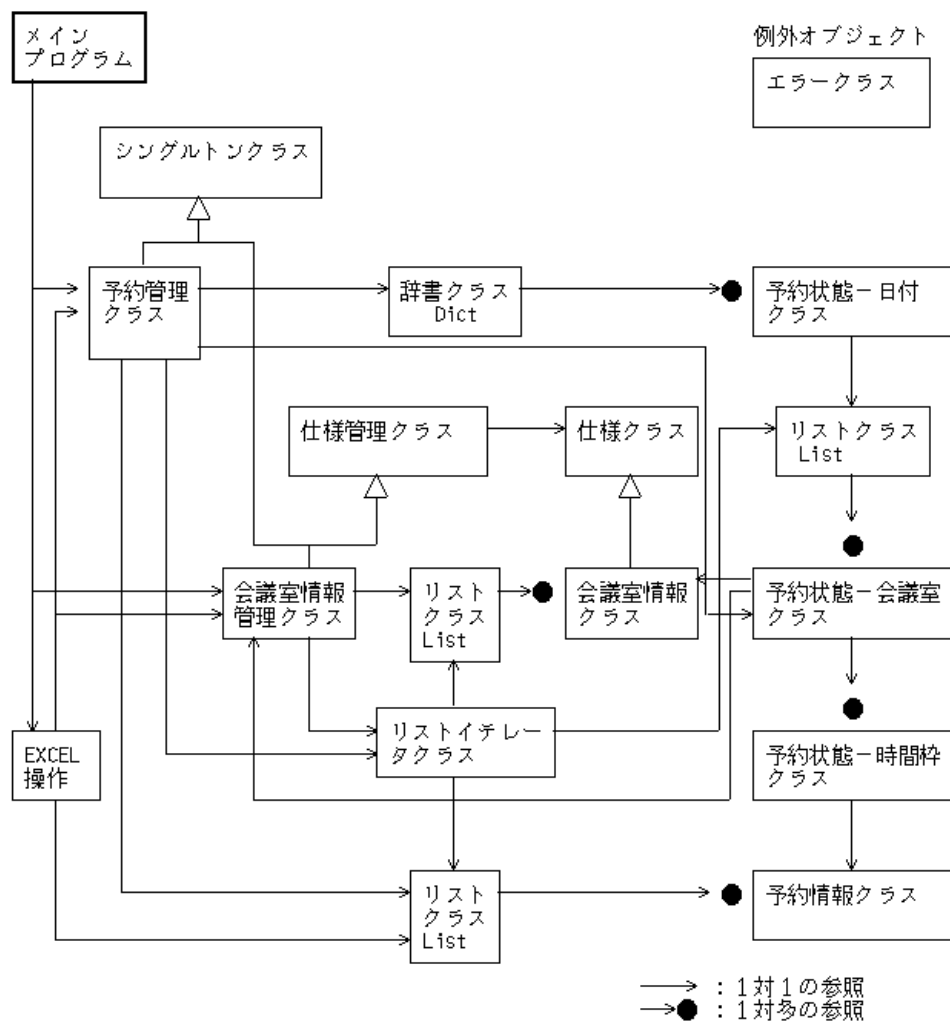 メイン
プログラム
例外オブジェクト
エラークラス
シングルトンクラス
予約管理
クラス
辞書クラス
Dict
予約状態－日付
クラス
仕様管理クラス
仕様クラス
リストクラス
List
会議室情報
管理クラス
リスト
クラス
List
会議室情報
クラス
予約状態－会議室
クラス
リストイテレー
タクラス
EXCEL
操作
予約状態－時間枠
クラス
リスト
クラス
List
予約情報クラス
：１対１の参照
：１対多の参照